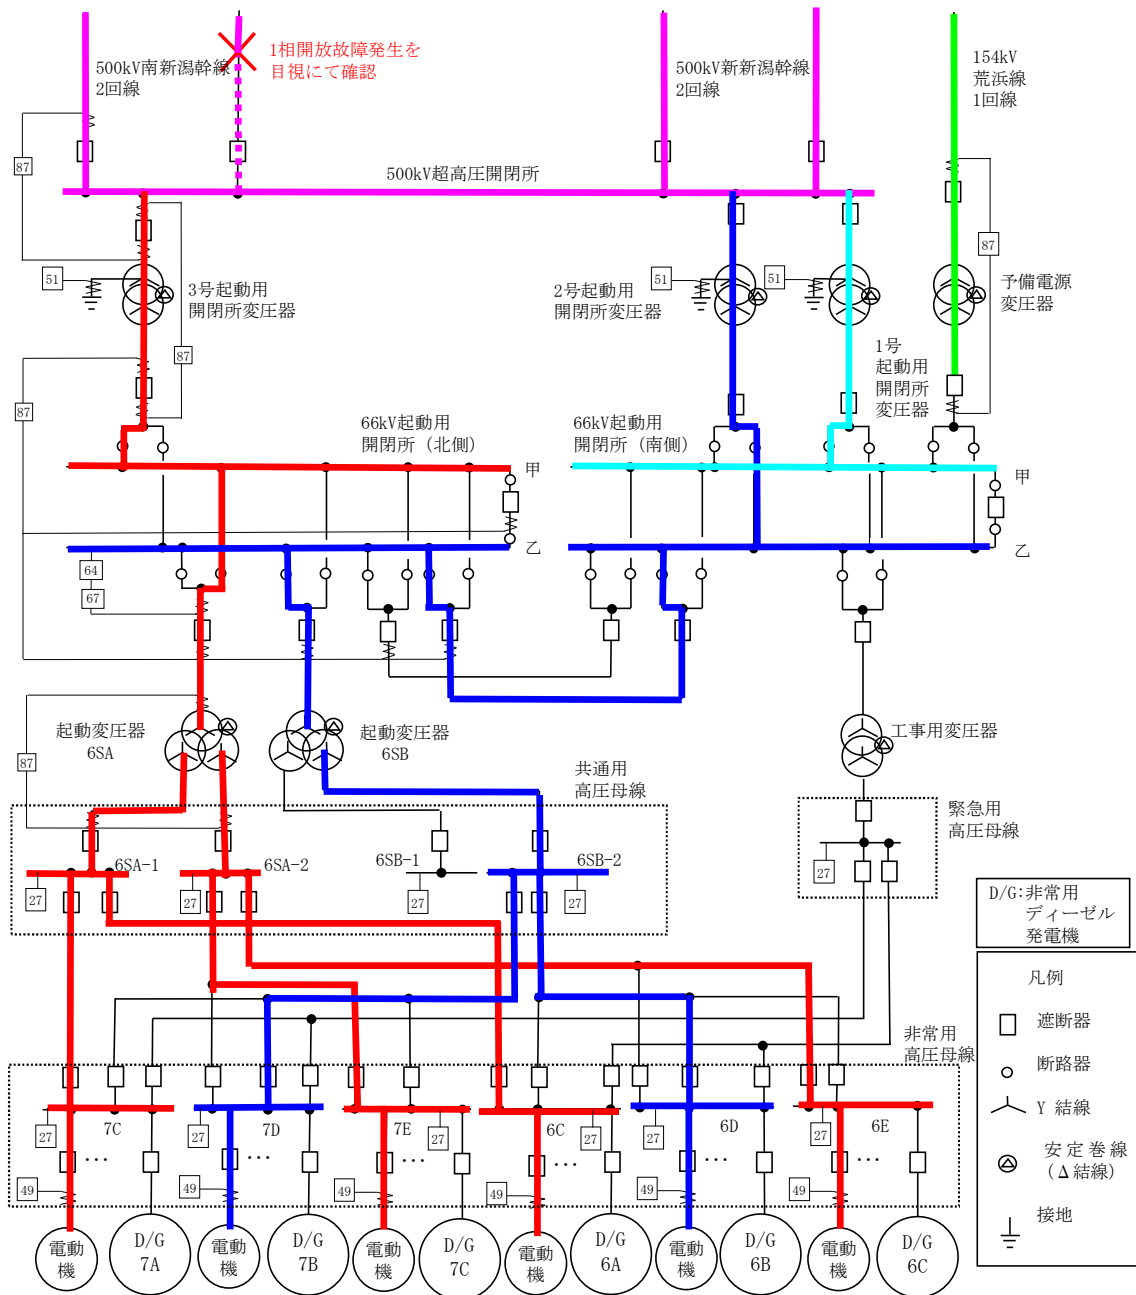 1相開放故障発生を
目視にて確認
500kV南新潟幹線
2回線
500kV新新潟幹線
2回線
154kV
荒浜線
1回線
87
500kV超高圧開閉所
87
51
3号起動用
開閉所変圧器
51
2号起動用
開閉所変圧器
51
予備電源
変圧器
1号
起動用
開閉所
変圧器
87
87
66kV起動用
開閉所（北側）
66kV起動用
開閉所（南側）
甲
甲
乙
乙
64
67
起動変圧器
6SA
起動変圧器
6SB
工事用変圧器
87
共通用
高圧母線
緊急用
高圧母線
6SA-1
6SA-2
6SB-1
6SB-2
27
27
27
27
27
D/G:非常用
ディーゼル
発電機
凡例
遮断器
断路器
Y 結線
安定巻線
(Δ結線)
接地
非常用
高圧母線
7C
7D
7E
6C
6D
6E
27
27
27
27
27
27
…
…
…
…
…
…
49
49
49
49
49
49
電動
機
D/G
7A
電動
機
D/G
7B
電動
機
D/G
7C
電動
機
D/G
6A
電動
機
D/G
6B
電動
機
D/G
6C